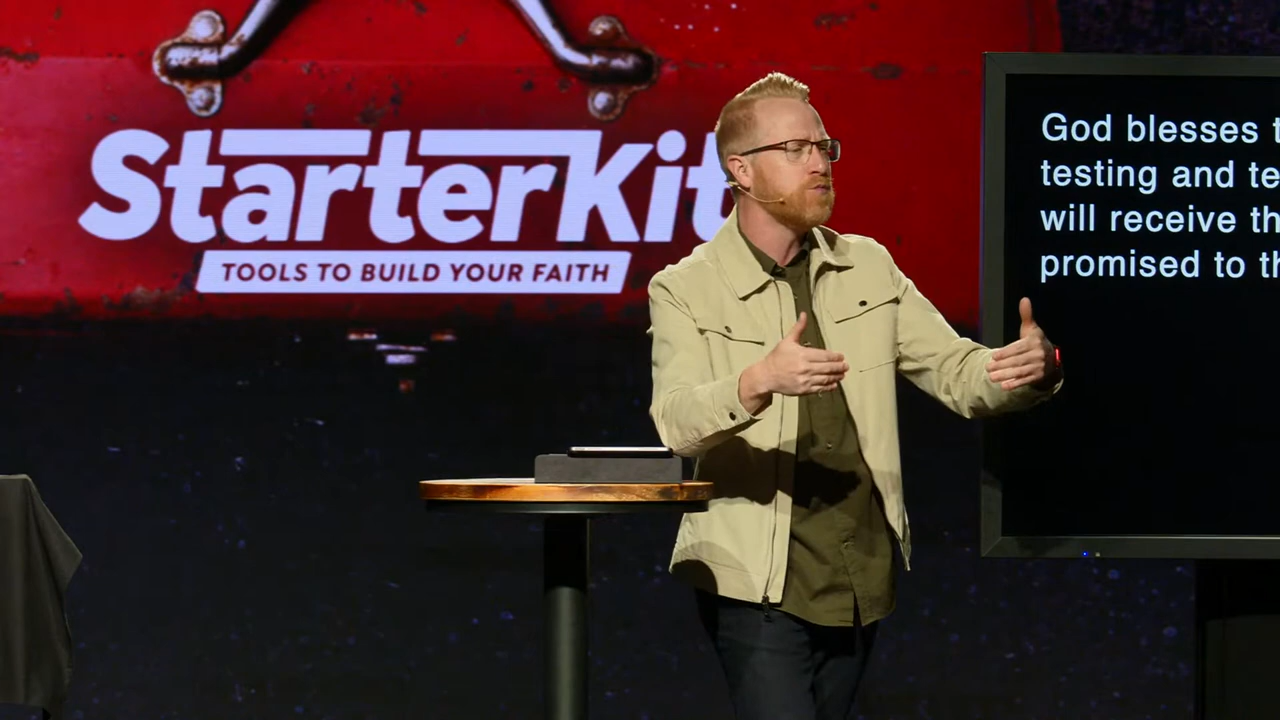 StarterKit
TOOLS TO BUILD YOUR FAITH
God blesses
testing and
will receive
promised to